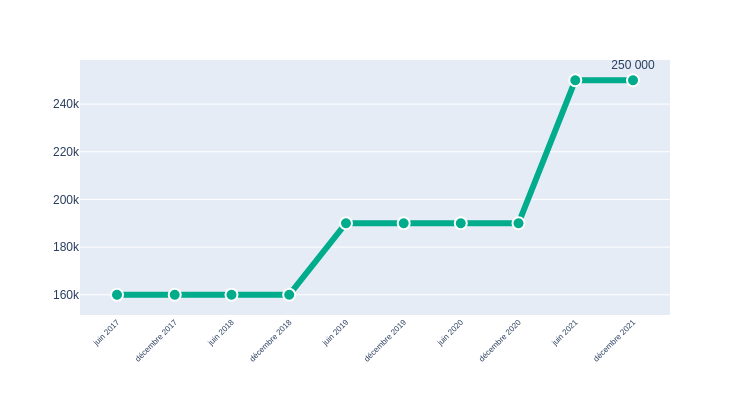 250 000
240k
220k
200k
180k
160k
juin 2017
décembre 2017
juin 2018
décembre 2018
juin 2019
décembre 2019
juin 2020
décembre 2020
juin 2021
décembre 2021